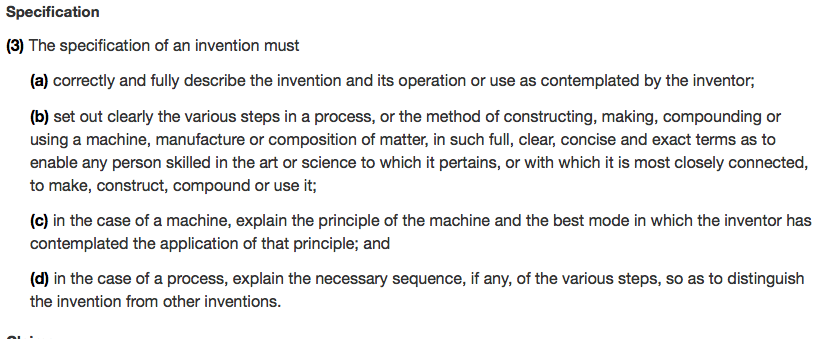 Specification
(3) The specification of an invention must
(a) correctly and fully describe the invention and its operation or use as contemplated by the inventor;
(b) set out clearly the various steps in a process, or the method of constructing, making, compounding or
using a machine, manufacture or composition of matter, in such full, clear, concise and exact terms as to
enable any person skilled in the art or science to which it pertains, or with which it is most closely connected,
to make, construct, compound or use it;
(c) in the case of a machine, explain the principle of the machine and the best mode in which the inventor has
contemplated the application of that principle; and
(d) in the case of a process, explain the necessary sequence, if any, of the various steps, so as to distinguish
the invention from other inventions.